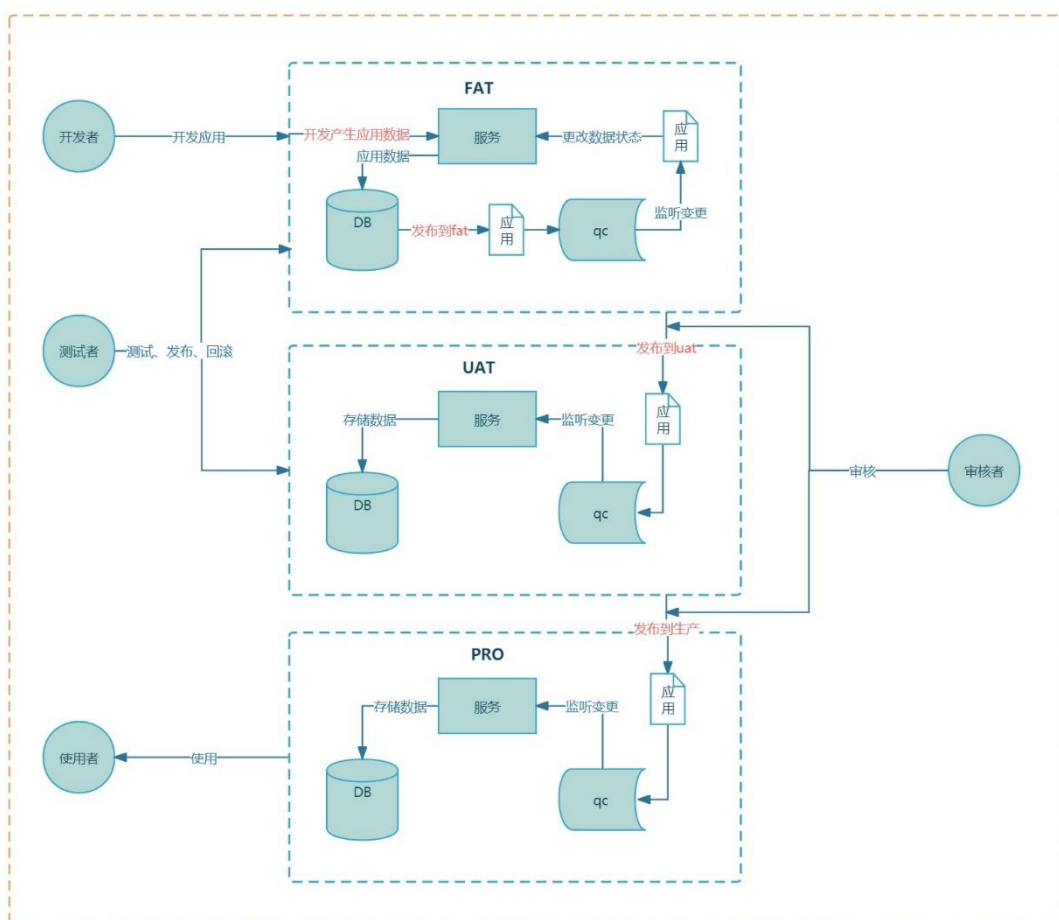 FAT
开发者
开发应用
开发产生应用数据
服务
更改数据状态
应
用
应用数据
DB
发布到fat
应
用
qc
监听变更
测试者
测试、发布、回滚
发布到uat
UAT
存储数据
服务
监听变更
应
用
DB
qc
审核
审核者
发布到生产
PRO
存储数据
服务
监听变更
应
用
使用者
使用
DB
qc